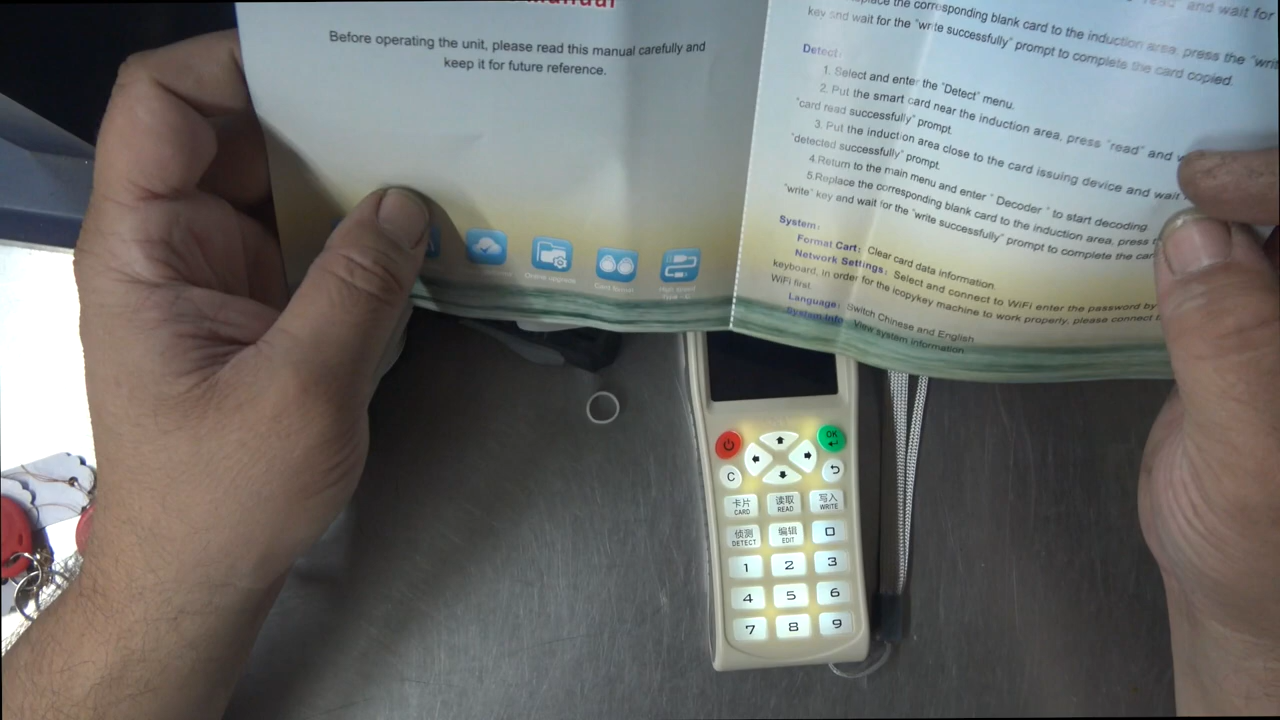 Manual
Before operating the unit, please read this manual carefully and
keep it for future reference.
Online upgrade
and wait for
the corresponding blank card to the induction area, press the "write
key and wait for the "write successfully" prompt to complete the card copied.
Detect:
1. Select and enter the "Detect" menu.
2. Put the smart card near the induction area, press "read" and
"card read successfully" prompt.
3. Put the induction area close to the card issuing device and wait
"detected successfully" prompt.
4.Return to the main menu and enter " Decoder " to start decoding.
5.Replace the corresponding blank card to the induction area, press
"write" key and wait for the "write successfully" prompt to complete the
System:
Format Cart: Clear card data information.
Network Settings: Select and connect to WiFi enter the password by
keyboard, in order for the icopykey machine to work properly, please connect
WiFi first.
Language: Switch Chinese and English
System Info: View system information
OK
C
卡片 读取 写入
CARD READ WRITE
侦测 编辑 0
DETECT EDIT
1 2 3
4 5 6
7 8 9